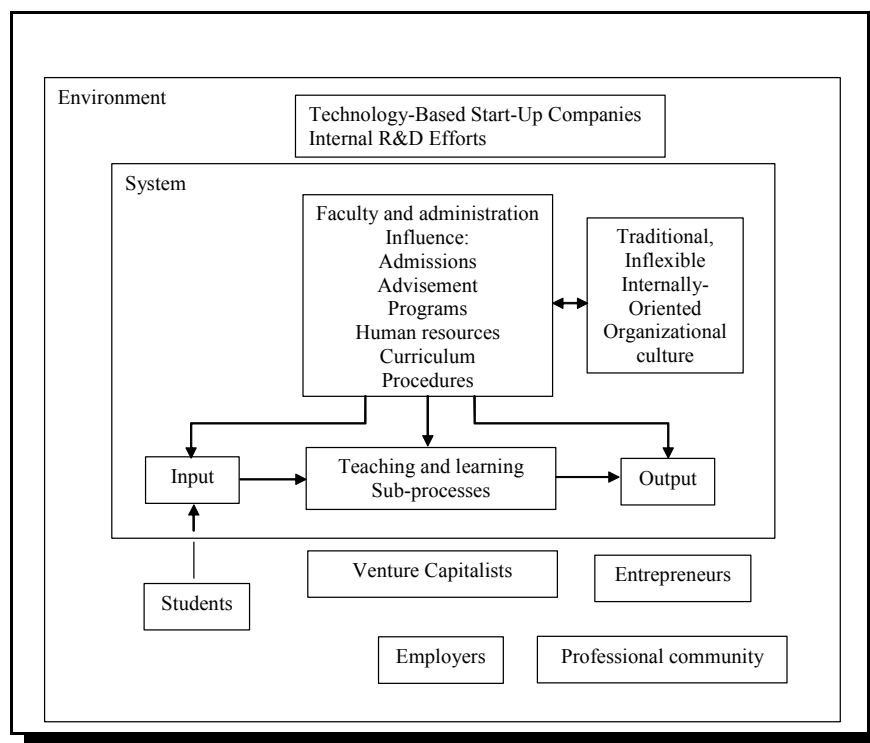 Environment
Technology-Based Start-Up Companies
Internal R&D Efforts
System
Faculty and administration
Influence:
Admissions
Advisement
Programs
Human resources
Curriculum
Procedures
Traditional,
Inflexible
Internally-
Oriented
Organizational
culture
Input
Teaching and learning
Sub-processes
Output
Students
Venture Capitalists
Entrepreneurs
Employers
Professional community